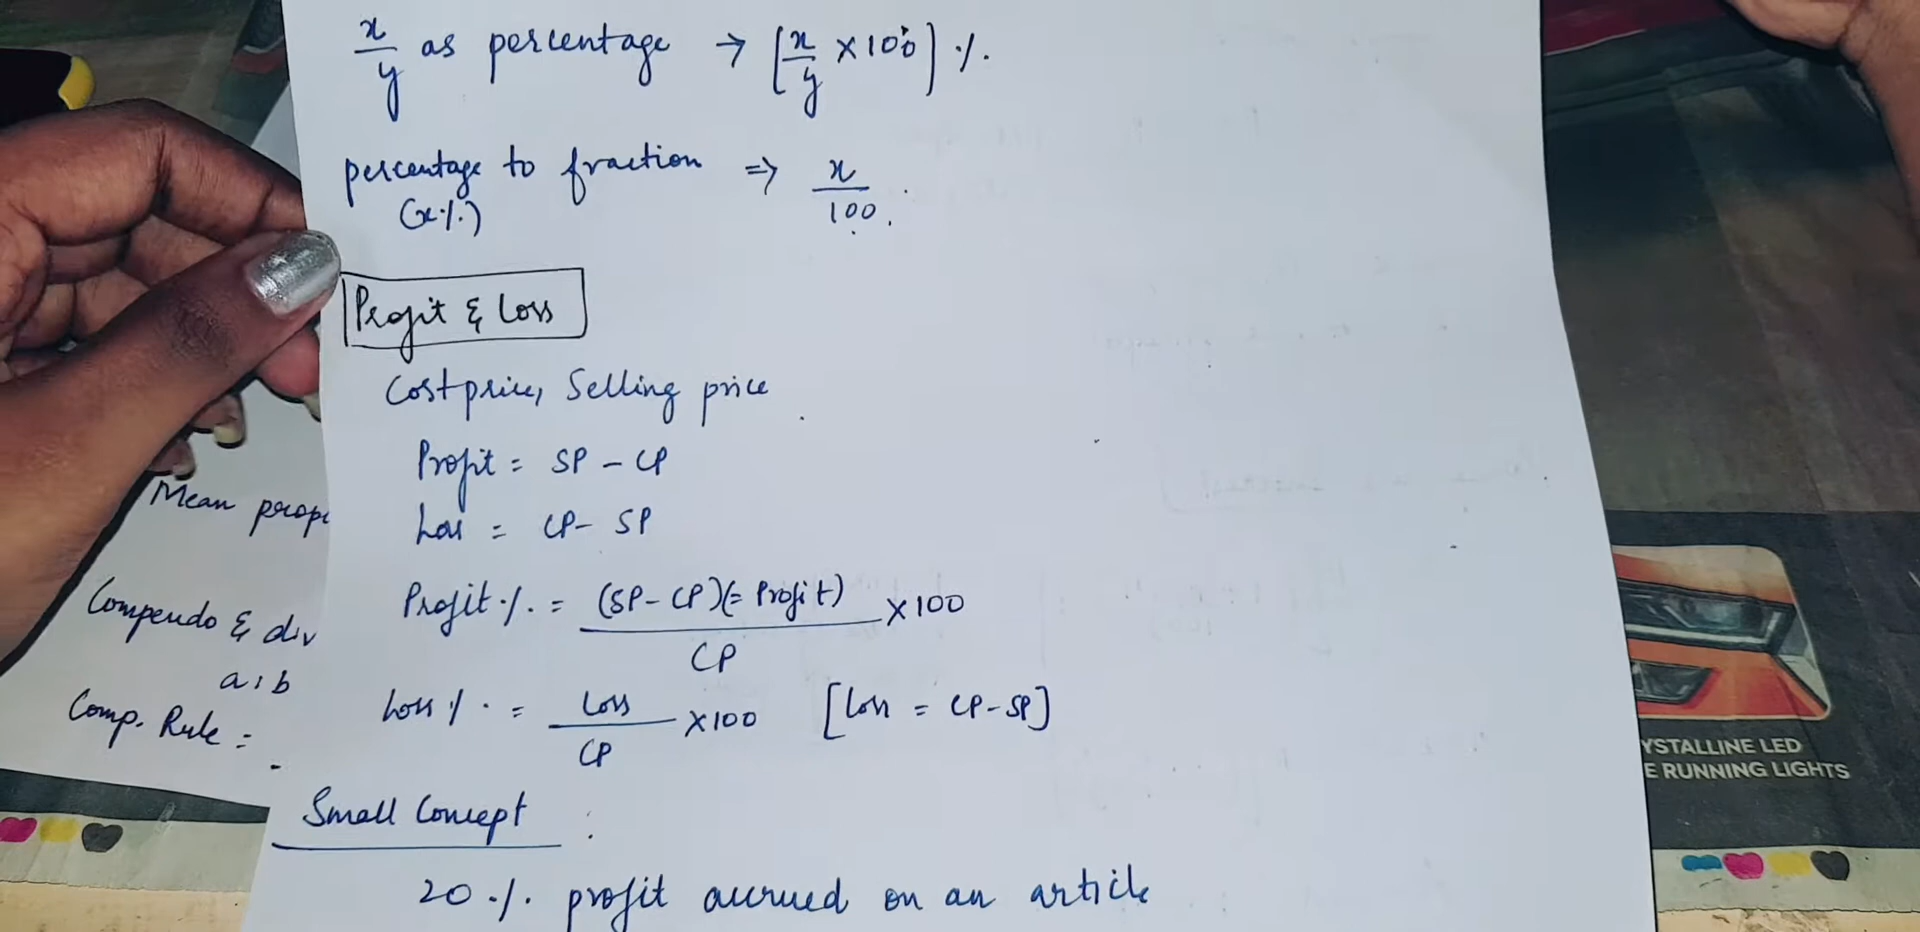 x/y as percentage → [x/y ×100] %.
percentage to fraction ⇒ x/100.
(x%)
Profit & Loss
Cost price, Selling price
Profit = SP - CP
Loss = CP - SP
Profit % = (SP - CP)(= Profit)/CP ×100
Loss % = Loss/CP ×100 [Loss = CP-SP]
Small Concept :
20 % profit accrued on an article
Mean prope
Compendo & div
a:b
Comp. Rule =
YSTALLINE LED
E RUNNING LIGHTS